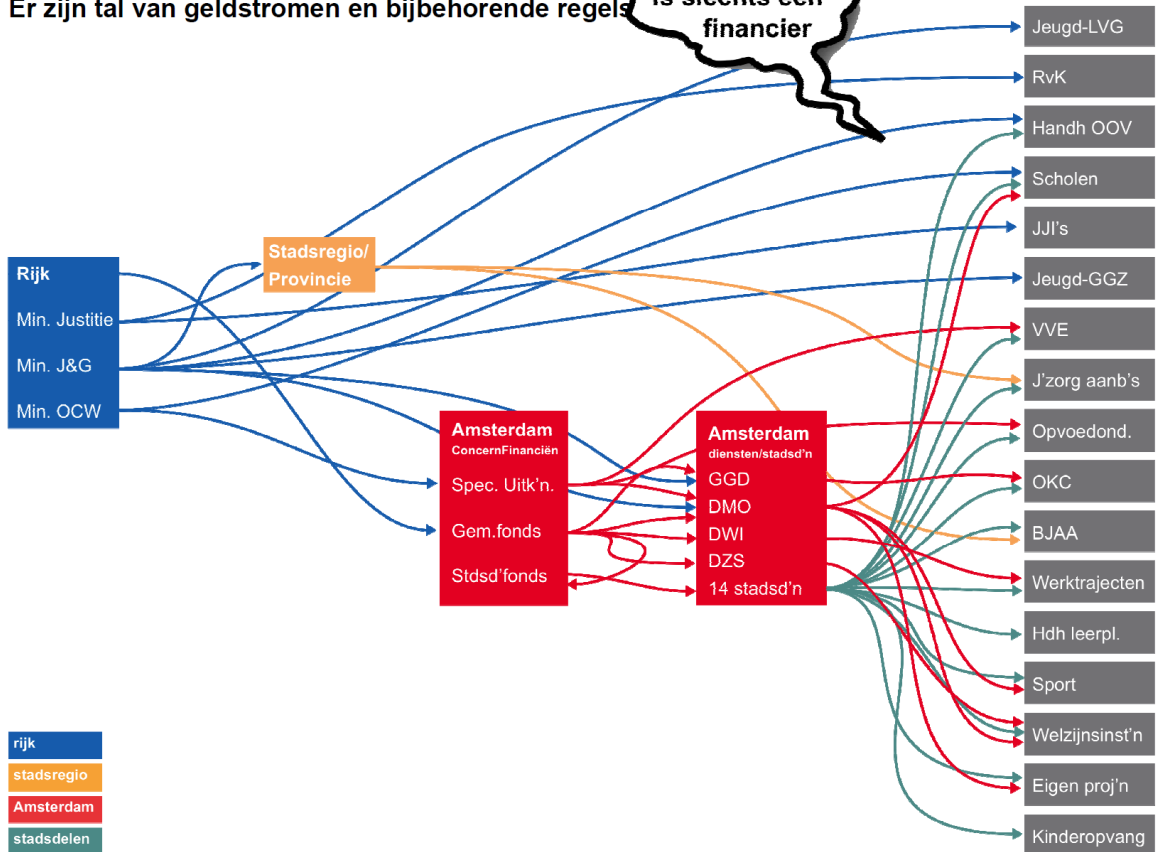 Er zijn tal van geldstromen en bijbehorende regels
is slechts een
financier
Rijk
Min. Justitie
Min. J&G
Min. OCW
Stadsregio/
Provincie
Amsterdam
ConcernFinanciën
Spec. Uitk'n.
Gem.fonds
Stdsd'fonds
Amsterdam
diensten/stadsd'n
GGD
DMO
DWI
DZS
14 stadsd'n
Jeugd-LVG
RvK
Handh OOV
Scholen
JJI's
Jeugd-GGZ
VVE
J'zorg aanb's
Opvoedond.
OKC
BJAA
Werktrajecten
Hdh leerpl.
Sport
Welzijnsinst'n
Eigen proj'n
Kinderopvang
rijk
stadsregio
Amsterdam
stadsdelen